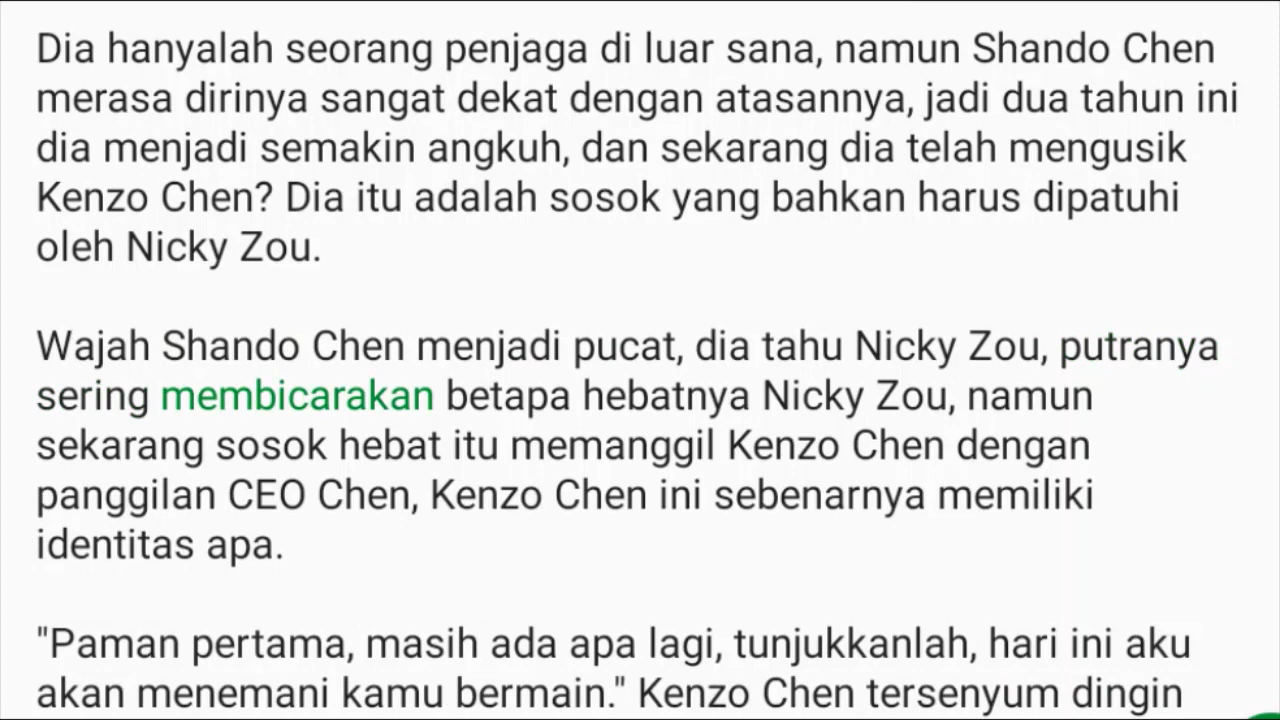 Dia hanyalah seorang penjaga di luar sana, namun Shando Chen
merasa dirinya sangat dekat dengan atasannya, jadi dua tahun ini
dia menjadi semakin angkuh, dan sekarang dia telah mengusik
Kenzo Chen? Dia itu adalah sosok yang bahkan harus dipatuhi
oleh Nicky Zou.
Wajah Shando Chen menjadi pucat, dia tahu Nicky Zou, putranya
sering membicarakan betapa hebatnya Nicky Zou, namun
sekarang sosok hebat itu memanggil Kenzo Chen dengan
panggilan CEO Chen, Kenzo Chen ini sebenarnya memiliki
identitas apa.
"Paman pertama, masih ada apa lagi, tunjukkanlah, hari ini aku
akan menemani kamu bermain." Kenzo Chen tersenyum dingin